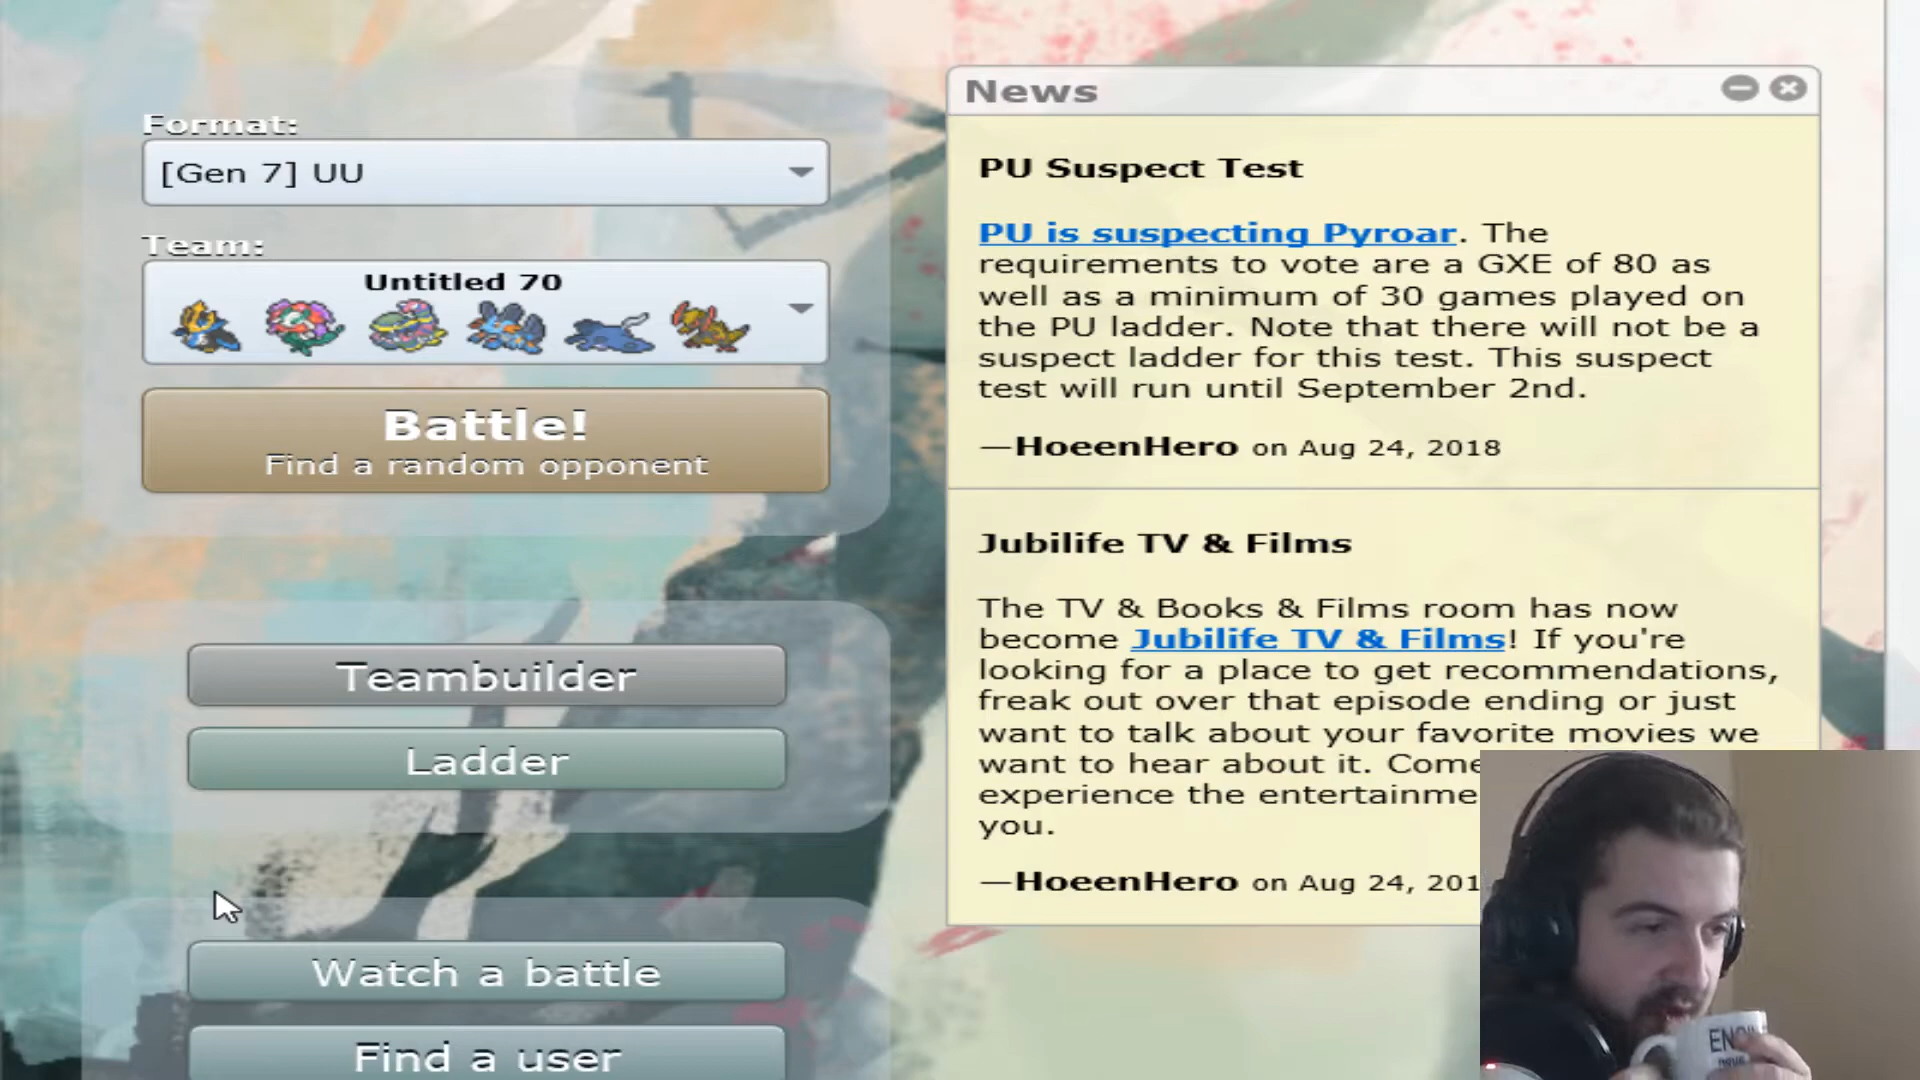 Format:
[Gen 7] UU
Team:
Untitled 70
Battle!
Find a random opponent
Teambuilder
Ladder
Watch a battle
Find a user
News
PU Suspect Test
PU is suspecting Pyroar. The
requirements to vote are a GXE of 80 as
well as a minimum of 30 games played on
the PU ladder. Note that there will not be a
suspect ladder for this test. This suspect
test will run until September 2nd.
—HoeenHero on Aug 24, 2018
Jubilife TV & Films
The TV & Books & Films room has now
become Jubilife TV & Films! If you're
looking for a place to get recommendations,
freak out over that episode ending or just
want to talk about your favorite movies we
want to hear about it. Come
experience the entertainme
you.
—HoeenHero on Aug 24, 201